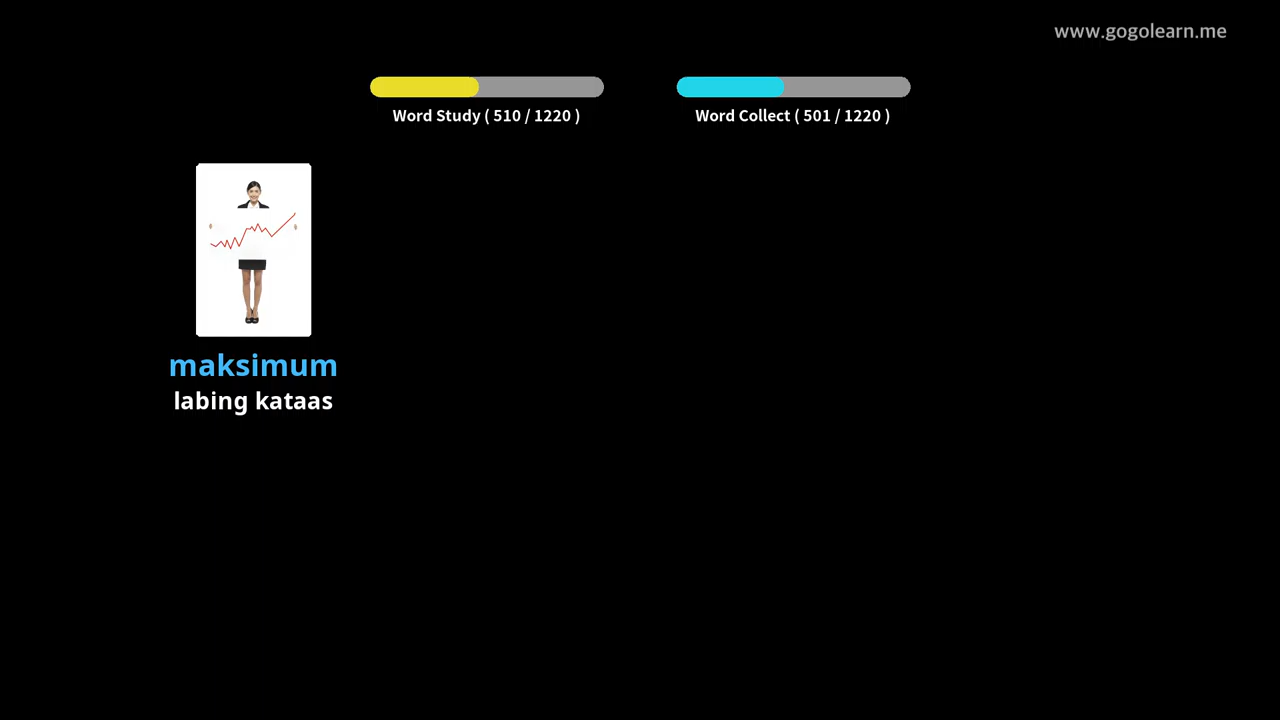 www.gogolearn.me
Word Study ( 510 / 1220 )
Word Collect ( 501 / 1220 )
maksimum
labing kataas